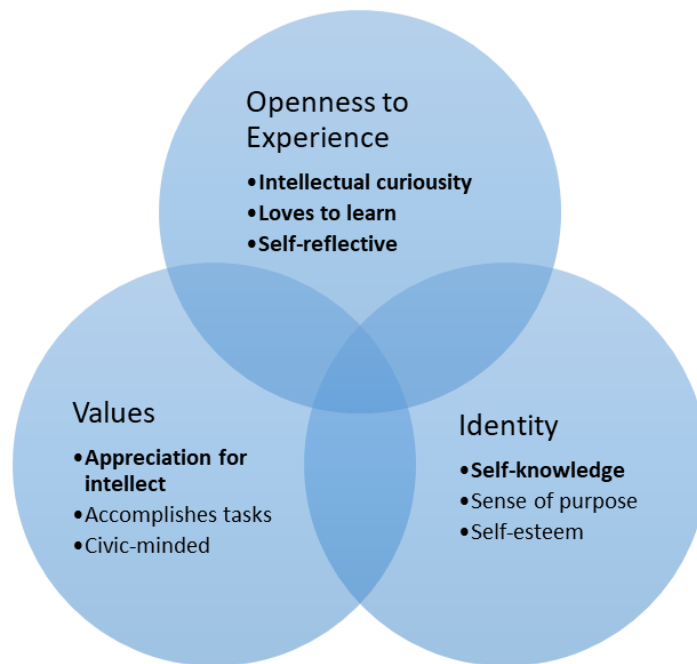 Openness to
Experience
•Intellectual curiousity
•Loves to learn
•Self-reflective
Values
•Appreciation for
intellect
•Accomplishes tasks
•Civic-minded
Identity
•Self-knowledge
•Sense of purpose
•Self-esteem